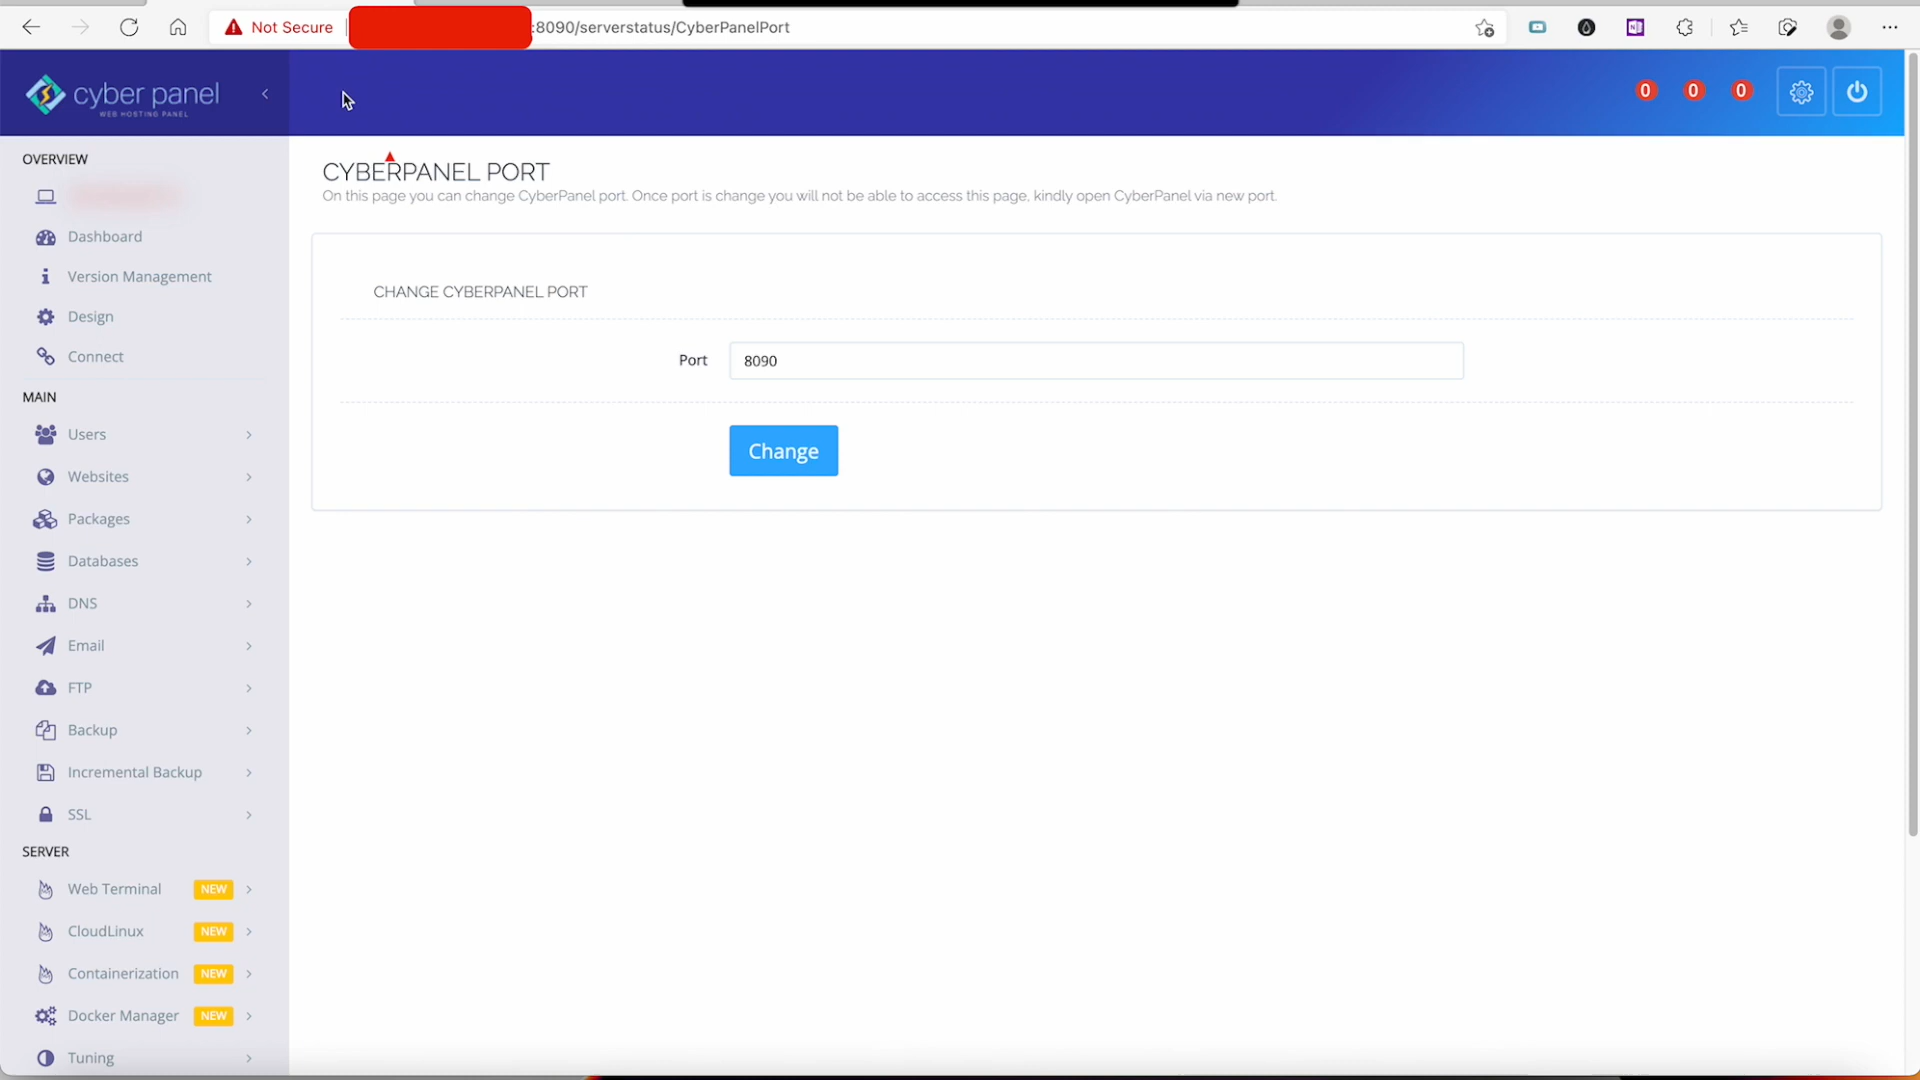 Not Secure
:8090/serverstatus/CyberPanelPort
cyber panel
WEB HOSTING PANEL
0 0 0
OVERVIEW
Dashboard
Version Management
Design
Connect
MAIN
Users
Websites
Packages
Databases
DNS
Email
FTP
Backup
Incremental Backup
SSL
SERVER
Web Terminal NEW
CloudLinux NEW
Containerization NEW
Docker Manager NEW
Tuning
CYBERPANEL PORT
On this page you can change CyberPanel port. Once port is change you will not be able to access this page, kindly open CyberPanel via new port.
CHANGE CYBERPANEL PORT
Port 8090
Change